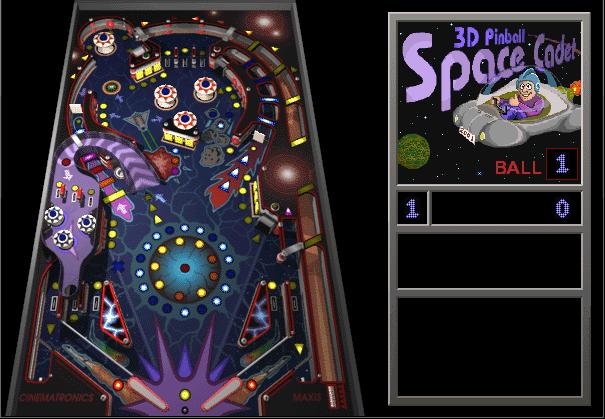 3D Pinball
Space Cadet
BALL 1
1 0
CINEMATRONICS
MAXIS